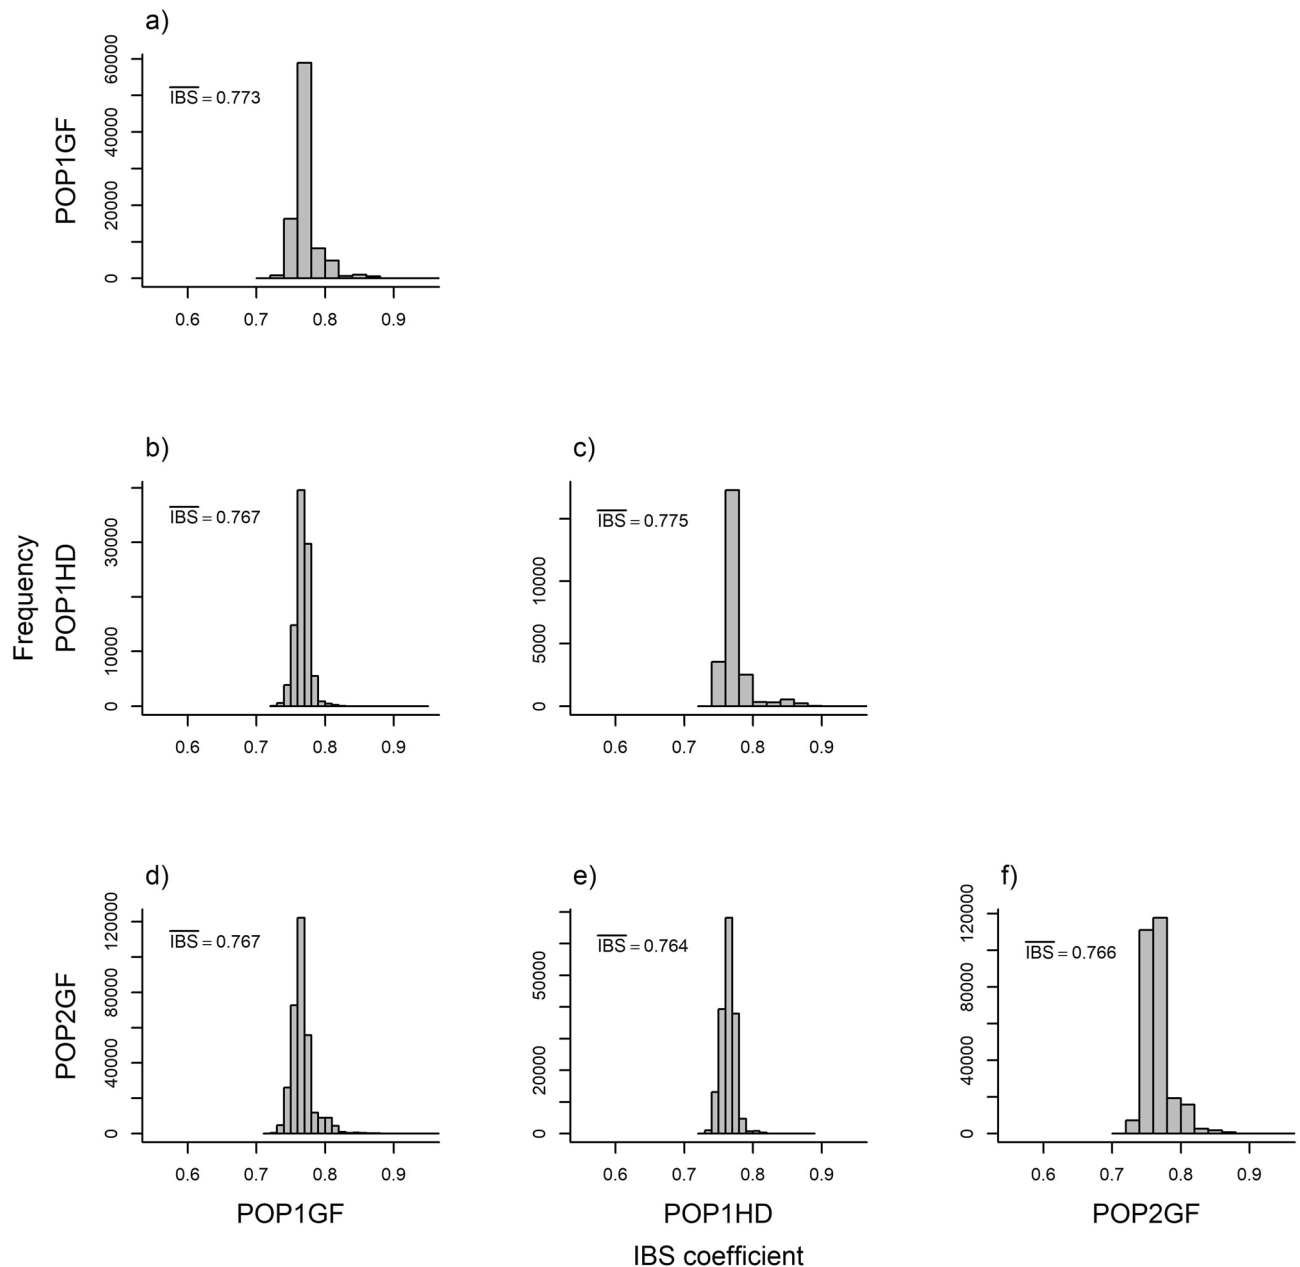 a)
POP1GF
60000
40000
20000
0
IBS = 0.773
0.6 0.7 0.8 0.9
b)
c)
Frequency
POP1HD
30000
10000
0
IBS = 0.767
0.6 0.7 0.8 0.9
10000
5000
0
IBS = 0.775
0.6 0.7 0.8 0.9
d)
e)
f)
POP2GF
120000
80000
40000
0
IBS = 0.767
0.6 0.7 0.8 0.9
POP1GF
50000
20000
0
IBS = 0.764
0.6 0.7 0.8 0.9
POP1HD
120000
80000
40000
0
IBS = 0.766
0.6 0.7 0.8 0.9
POP2GF
IBS coefficient